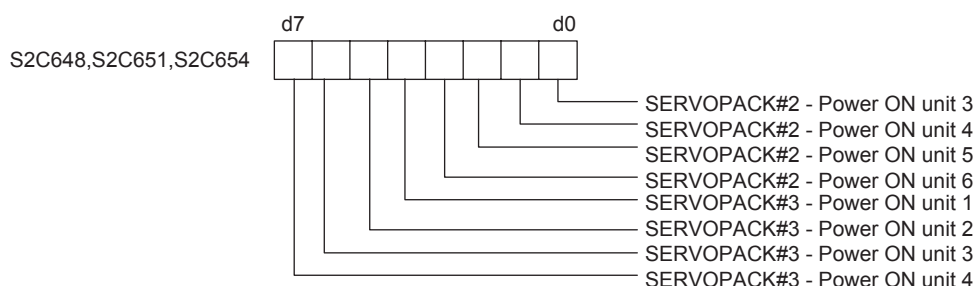 d7 d0
S2C648,S2C651,S2C654
SERVOPACK#2 - Power ON unit 3
SERVOPACK#2 - Power ON unit 4
SERVOPACK#2 - Power ON unit 5
SERVOPACK#2 - Power ON unit 6
SERVOPACK#3 - Power ON unit 1
SERVOPACK#3 - Power ON unit 2
SERVOPACK#3 - Power ON unit 3
SERVOPACK#3 - Power ON unit 4